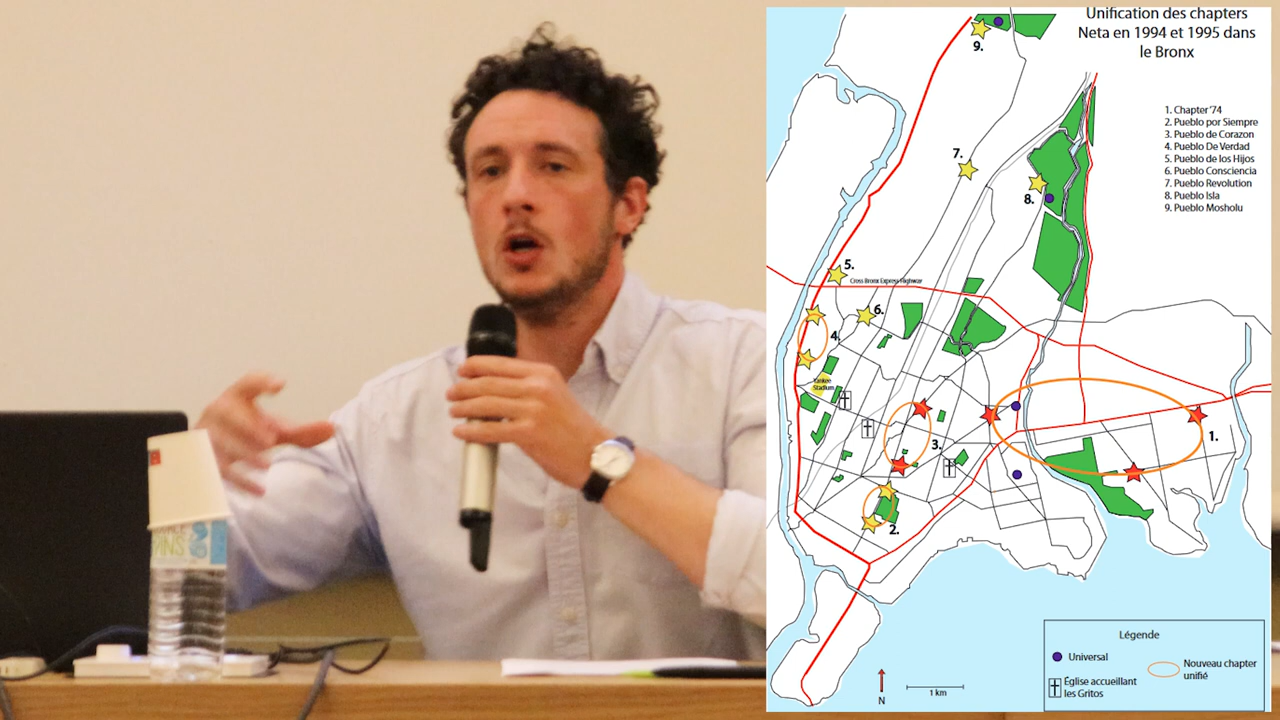 Unification des chapters
Neta en 1994 et 1995 dans
le Bronx
1. Chapter '74
2. Pueblo por Siempre
3. Pueblo de Corazon
4. Pueblo De Verdad
5. Pueblo de los Hijos
6. Pueblo Consciencia
7. Pueblo Revolution
8. Pueblo Isla
9. Pueblo Mosholu
9.
7.
8.
5.
Cross Bronx Express Highway
6.
4.
Yankee
Stadium
3.
1.
2.
Légende
Universal
Nouveau chapter
unifié
Église accueillant
les Gritos
N
1 km